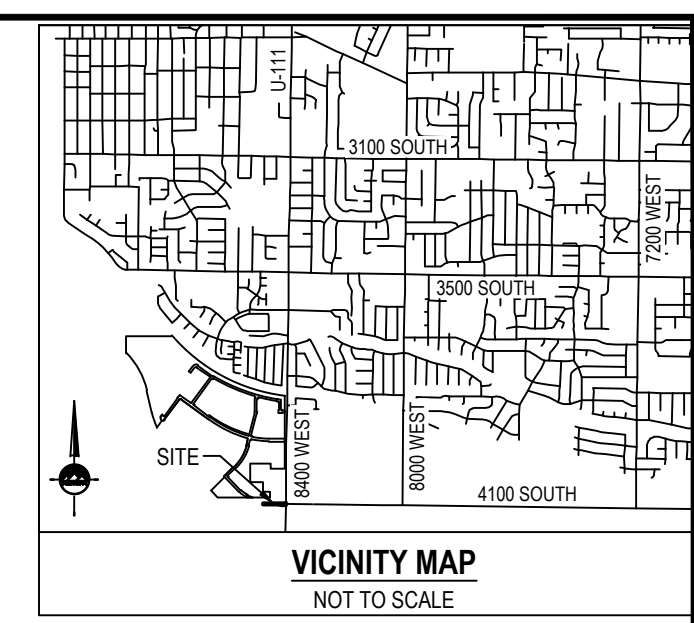 U-111
3100 SOUTH
7200 WEST
3500 SOUTH
8400 WEST
8000 WEST
SITE
4100 SOUTH
VICINITY MAP
NOT TO SCALE